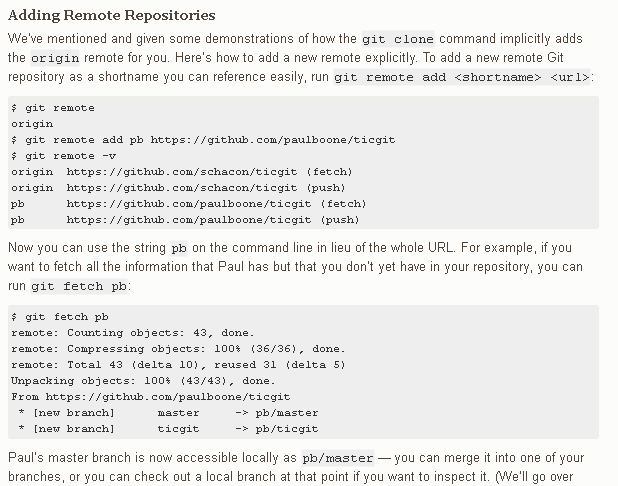 Adding Remote Repositories
We've mentioned and given some demonstrations of how the git clone command implicitly adds
the origin remote for you. Here's how to add a new remote explicitly. To add a new remote Git
repository as a shortname you can reference easily, run git remote add <shortname> <url>:
$ git remote
origin
$ git remote add pb https://github.com/paulboone/ticgit
$ git remote -v
origin  https://github.com/schacon/ticgit (fetch)
origin  https://github.com/schacon/ticgit (push)
pb      https://github.com/paulboone/ticgit (fetch)
pb      https://github.com/paulboone/ticgit (push)
Now you can use the string pb on the command line in lieu of the whole URL. For example, if you
want to fetch all the information that Paul has but that you don't yet have in your repository, you can
run git fetch pb:
$ git fetch pb
remote: Counting objects: 43, done.
remote: Compressing objects: 100% (36/36), done.
remote: Total 43 (delta 10), reused 31 (delta 5)
Unpacking objects: 100% (43/43), done.
From https://github.com/paulboone/ticgit
 * [new branch]      master     -> pb/master
 * [new branch]      ticgit     -> pb/ticgit
Paul's master branch is now accessible locally as pb/master — you can merge it into one of your
branches, or you can check out a local branch at that point if you want to inspect it. (We'll go over